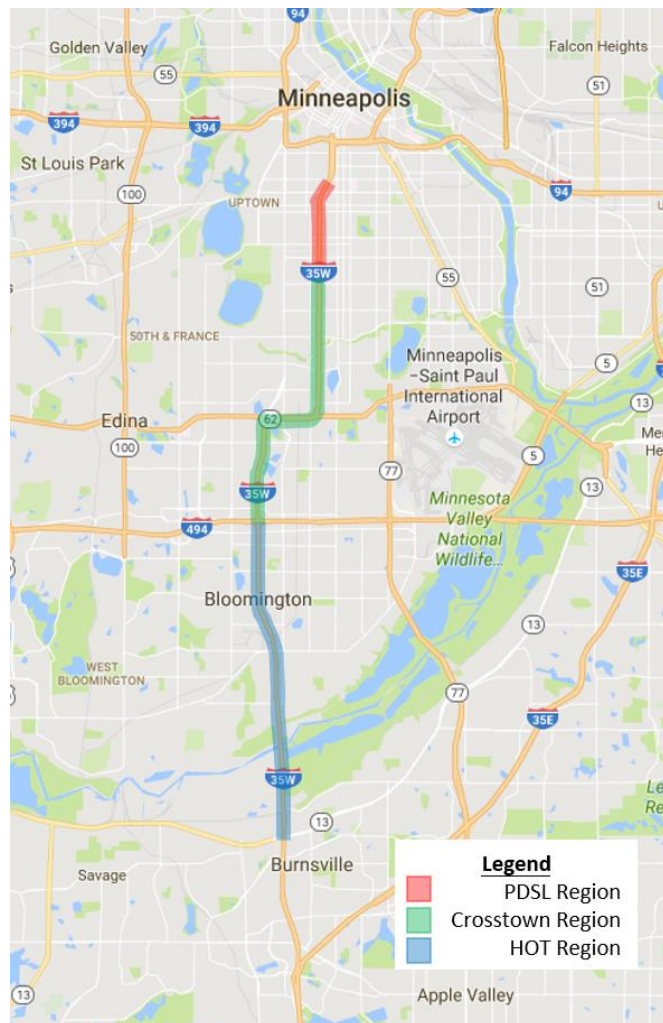 94
Golden Valley
Falcon Heights
55
51
Minneapolis
394
394
St Louis Park
100
94
UPTOWN
35W
55
51
50TH & FRANCE
Minneapolis
-Saint Paul
International
Airport
5
13
62
Edina
100
77
5
13
35W
Minnesota
Valley
National
Wildlife...
494
35E
Bloomington
13
WEST
BLOOMINGTON
77
35E
35W
13
Burnsville
Savage
13
Apple Valley
Legend
PDSL Region
Crosstown Region
HOT Region